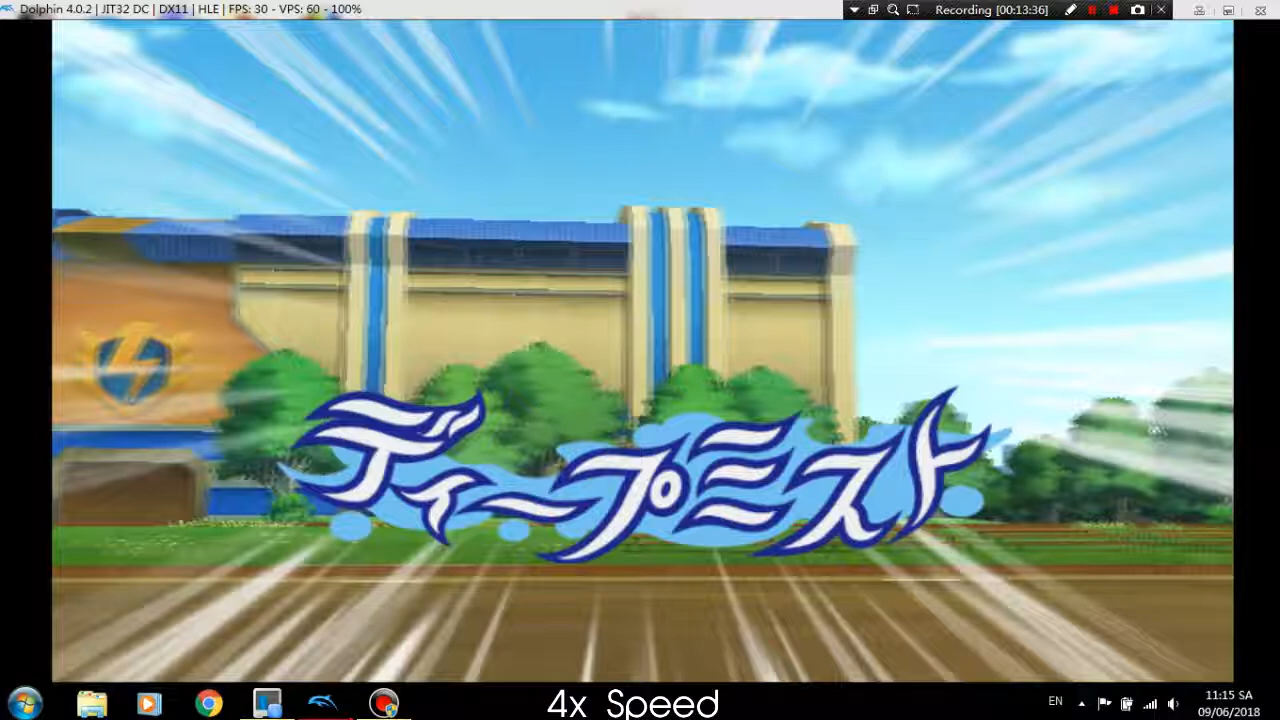 Dolphin 4.0.2 | JIT32 DC | DX11 | HLE | FPS: 30 - VPS: 60 - 100%
Recording [00:13:36]
ディープミスト
4x Speed
EN
11:15 SA
09/06/2018